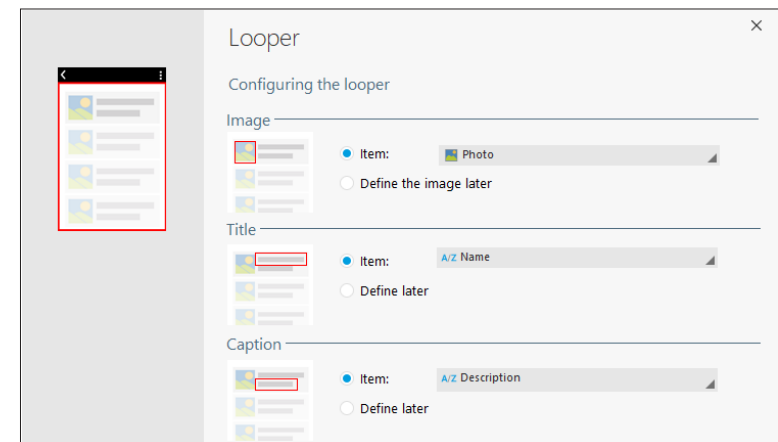 Looper
Configuring the looper
Image
Item: Photo
Define the image later
Title
Item: A/Z Name
Define later
Caption
Item: A/Z Description
Define later